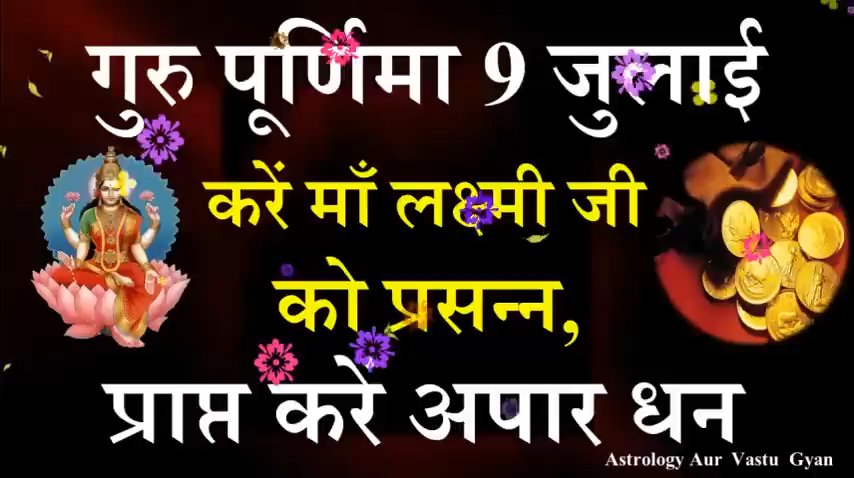 गुरु पूर्णिमा 9 जुलाई
करें माँ लक्ष्मी जी
को प्रसन्न,
प्राप्त करे अपार धन
Astrology Aur Vastu Gyan